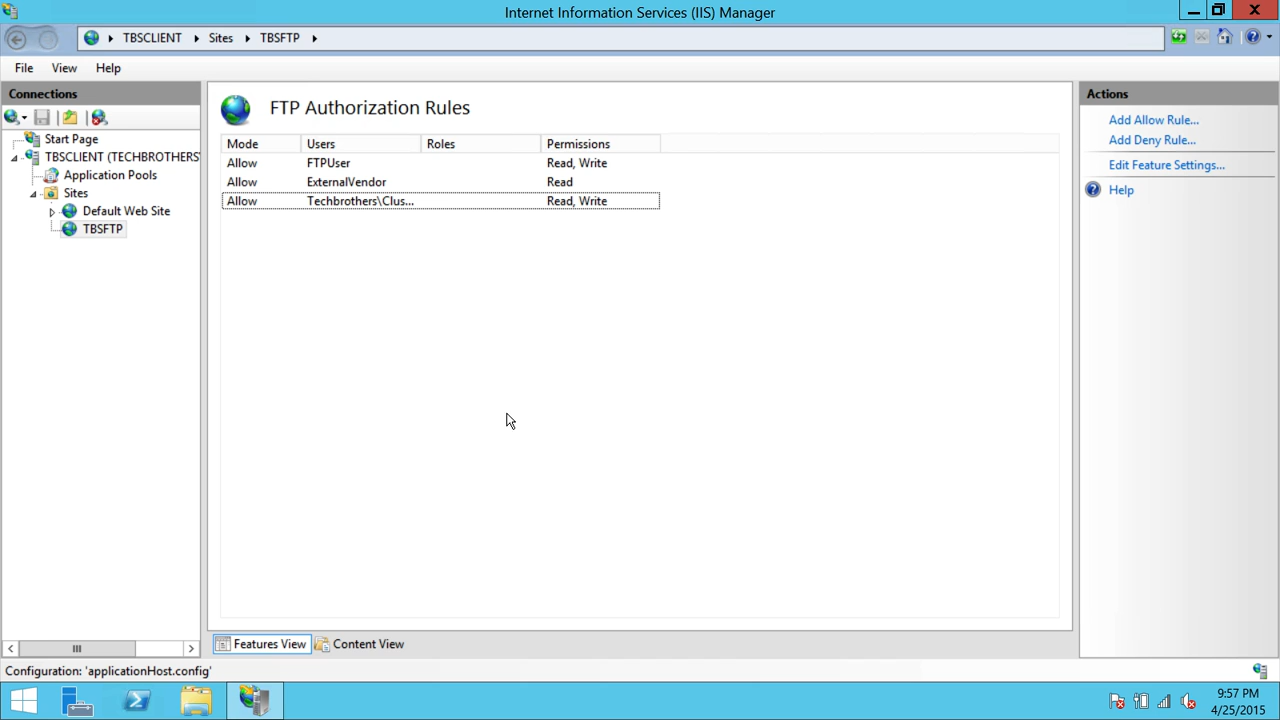 Internet Information Services (IIS) Manager
TBSCLIENT Sites TBSFTP
File View Help
Connections
Start Page
TBSCLIENT (TECHBROTHERS'
Application Pools
Sites
Default Web Site
TBSFTP
FTP Authorization Rules
Mode Users Roles Permissions
Allow FTPUser Read, Write
Allow ExternalVendor Read
Allow Techbrothers\Clus... Read, Write
Features View Content View
Actions
Add Allow Rule...
Add Deny Rule...
Edit Feature Settings...
Help
Configuration: 'applicationHost.config'
9:57 PM
4/25/2015